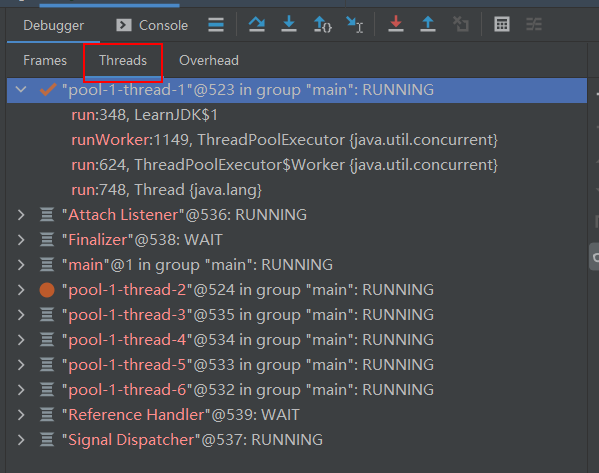 Debugger Console
Frames Threads Overhead
"pool-1-thread-1"@523 in group "main": RUNNING
run:348, LearnJDK$1
runWorker:1149, ThreadPoolExecutor {java.util.concurrent}
run:624, ThreadPoolExecutor$Worker {java.util.concurrent}
run:748, Thread {java.lang}
"Attach Listener"@536: RUNNING
"Finalizer"@538: WAIT
"main"@1 in group "main": RUNNING
"pool-1-thread-2"@524 in group "main": RUNNING
"pool-1-thread-3"@535 in group "main": RUNNING
"pool-1-thread-4"@534 in group "main": RUNNING
"pool-1-thread-5"@533 in group "main": RUNNING
"pool-1-thread-6"@532 in group "main": RUNNING
"Reference Handler"@539: WAIT
"Signal Dispatcher"@537: RUNNING